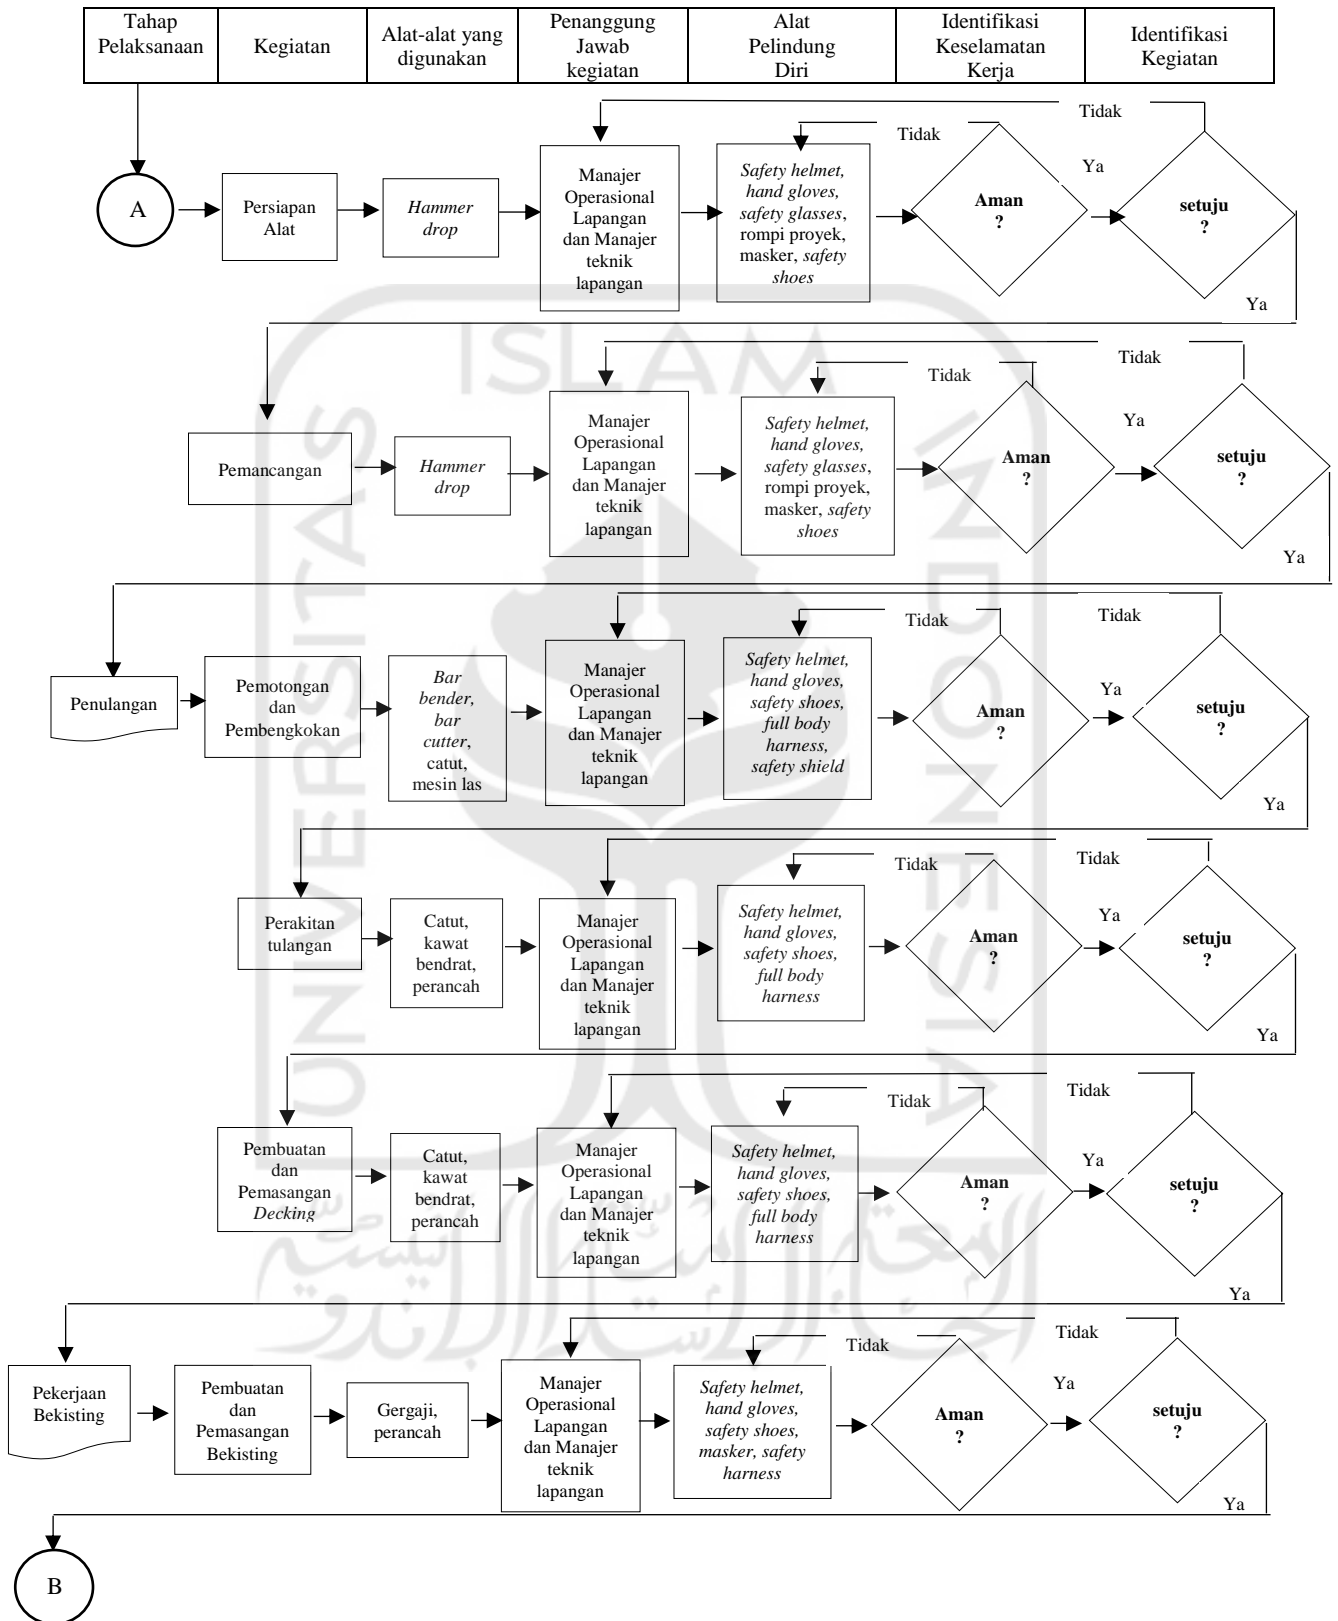 Tahap
Pelaksanaan
Kegiatan
Alat-alat yang
digunakan
Penanggung
Jawab
kegiatan
Alat
Pelindung
Diri
Identifikasi
Keselamatan
Kerja
Identifikasi
Kegiatan
A
Persiapan
Alat
Hammer
drop
Manajer
Operasional
Lapangan
dan Manajer
teknik
lapangan
Safety helmet,
hand gloves,
safety glasses,
rompi proyek,
masker, safety
shoes
Tidak
Aman
?
Ya
Tidak
setuju
?
Ya
Pemancangan
Hammer
drop
Manajer
Operasional
Lapangan
dan Manajer
teknik
lapangan
Safety helmet,
hand gloves,
safety glasses,
rompi proyek,
masker, safety
shoes
Tidak
Aman
?
Ya
Tidak
setuju
?
Ya
Penulangan
Pemotongan
dan
Pembengkokan
Bar
bender,
bar
cutter,
catut,
mesin las
Manajer
Operasional
Lapangan
dan Manajer
teknik
lapangan
Safety helmet,
hand gloves,
safety shoes,
full body
harness,
safety shield
Tidak
Aman
?
Ya
Tidak
setuju
?
Ya
Perakitan
tulangan
Catut,
kawat
bendrat,
perancah
Manajer
Operasional
Lapangan
dan Manajer
teknik
lapangan
Safety helmet,
hand gloves,
safety shoes,
full body
harness
Tidak
Aman
?
Ya
Tidak
setuju
?
Ya
Pembuatan
dan
Pemasangan
Decking
Catut,
kawat
bendrat,
perancah
Manajer
Operasional
Lapangan
dan Manajer
teknik
lapangan
Safety helmet,
hand gloves,
safety shoes,
full body
harness
Tidak
Aman
?
Ya
Tidak
setuju
?
Ya
Pekerjaan
Bekisting
Pembuatan
dan
Pemasangan
Bekisting
Gergaji,
perancah
Manajer
Operasional
Lapangan
dan Manajer
teknik
lapangan
Safety helmet,
hand gloves,
safety shoes,
masker, safety
harness
Tidak
Aman
?
Ya
Tidak
setuju
?
Ya
B
UNIVERSITAS
ISLAM
INDONESIA